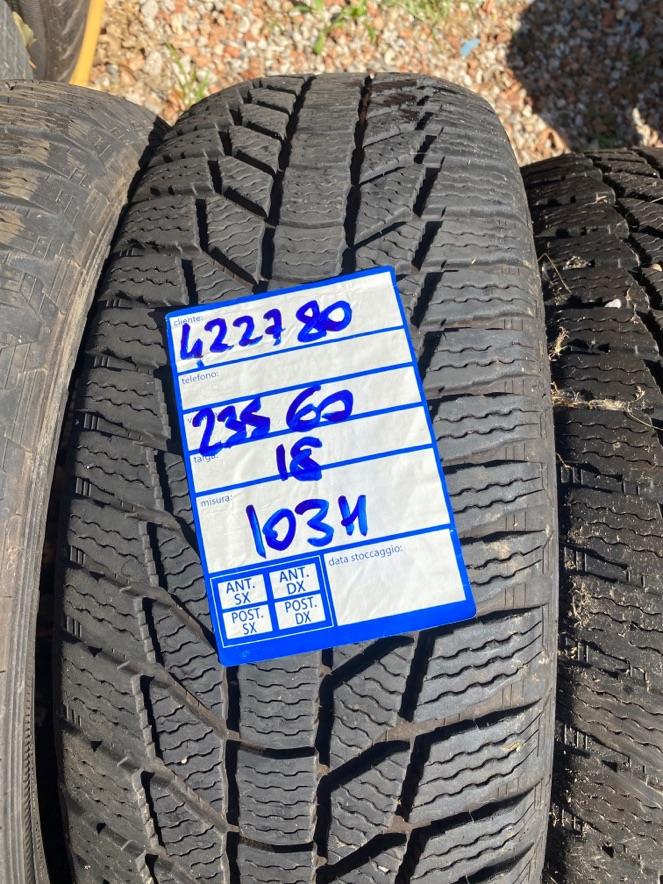 cliente:
422780
telefono:
235 60
targa:
18
misura:
103H
data stoccaggio:
ANT. SX
ANT. DX
POST. SX
POST. DX